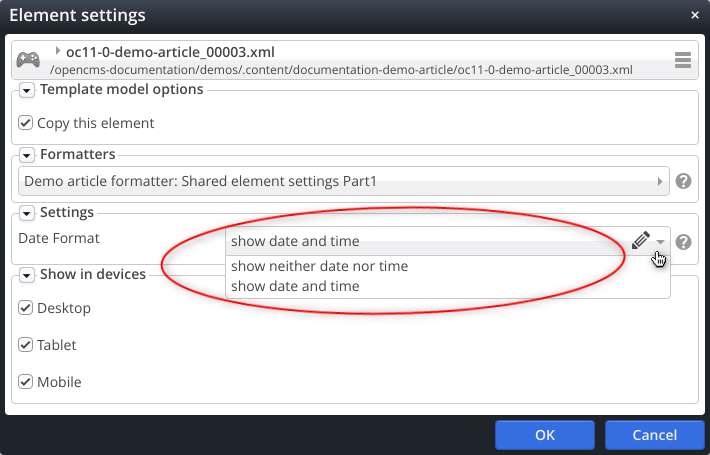 Element settings
×
oc11-0-demo-article_00003.xml
/opencms-documentation/demos/.content/documentation-demo-article/oc11-0-demo-article_00003.xml
Template model options
Copy this element
Formatters
Demo article formatter: Shared element settings Part1
?
Settings
Date Format
show date and time
?
show neither date nor time
show date and time
Show in devices
Desktop
Tablet
Mobile
OK
Cancel